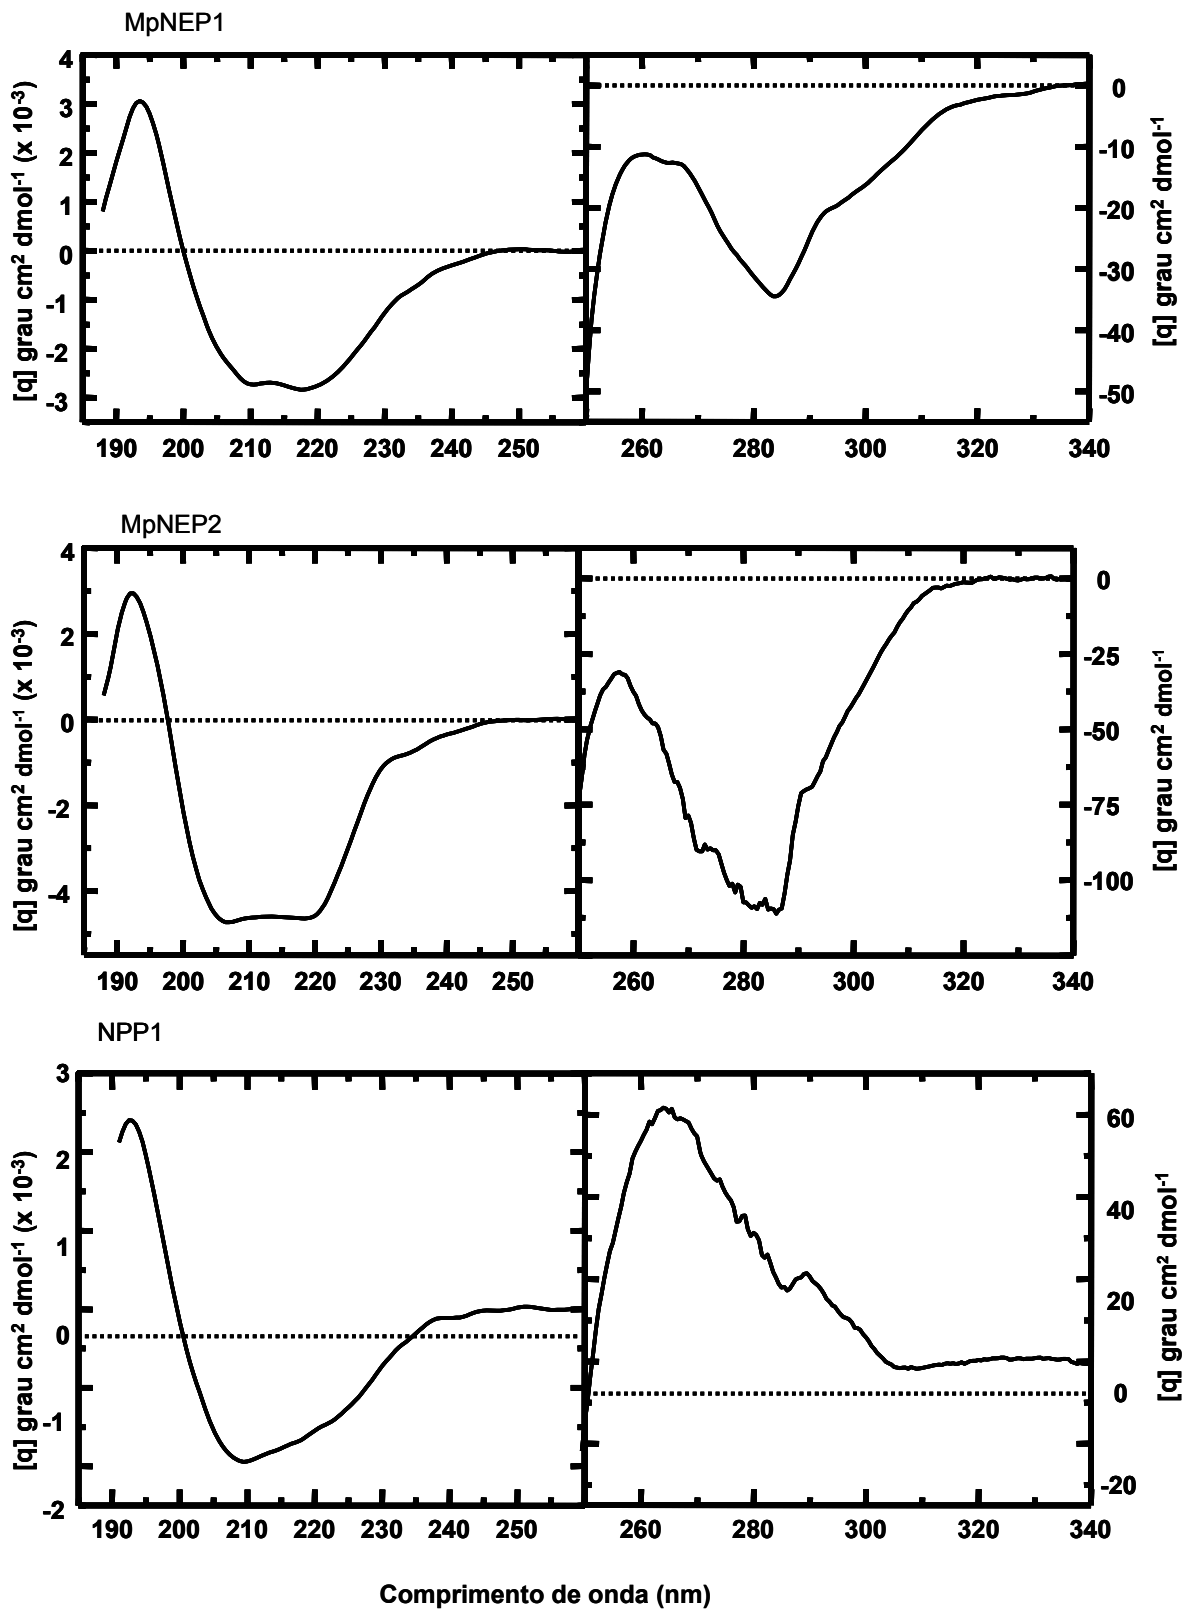 MpNEP1
[q] grau cm² dmol⁻¹ (x 10⁻³)
4
3
2
1
0
-1
-2
-3
190 200 210 220 230 240 250
0
-10
-20
-30
-40
-50
260 280 300 320 340
[q] grau cm² dmol⁻¹
MpNEP2
[q] grau cm² dmol⁻¹ (x 10⁻³)
4
2
0
-2
-4
190 200 210 220 230 240 250
0
-25
-50
-75
-100
260 280 300 320 340
[q] grau cm² dmol⁻¹
NPP1
[q] grau cm² dmol⁻¹ (x 10⁻³)
3
2
1
0
-1
-2
190 200 210 220 230 240 250
60
40
20
0
-20
260 280 300 320 340
[q] grau cm² dmol⁻¹
Comprimento de onda (nm)